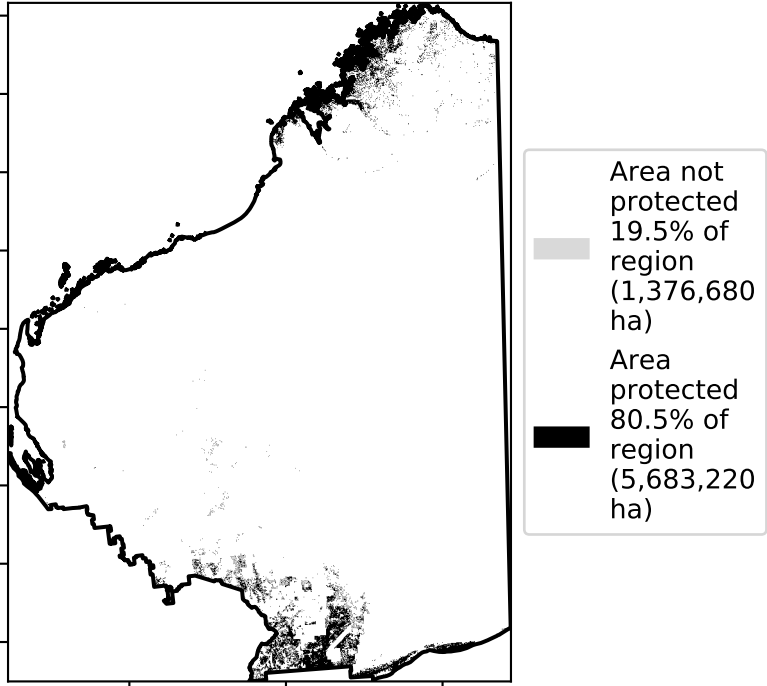 Area not
protected
19.5% of
region
(1,376,680
ha)
Area
protected
80.5% of
region
(5,683,220
ha)